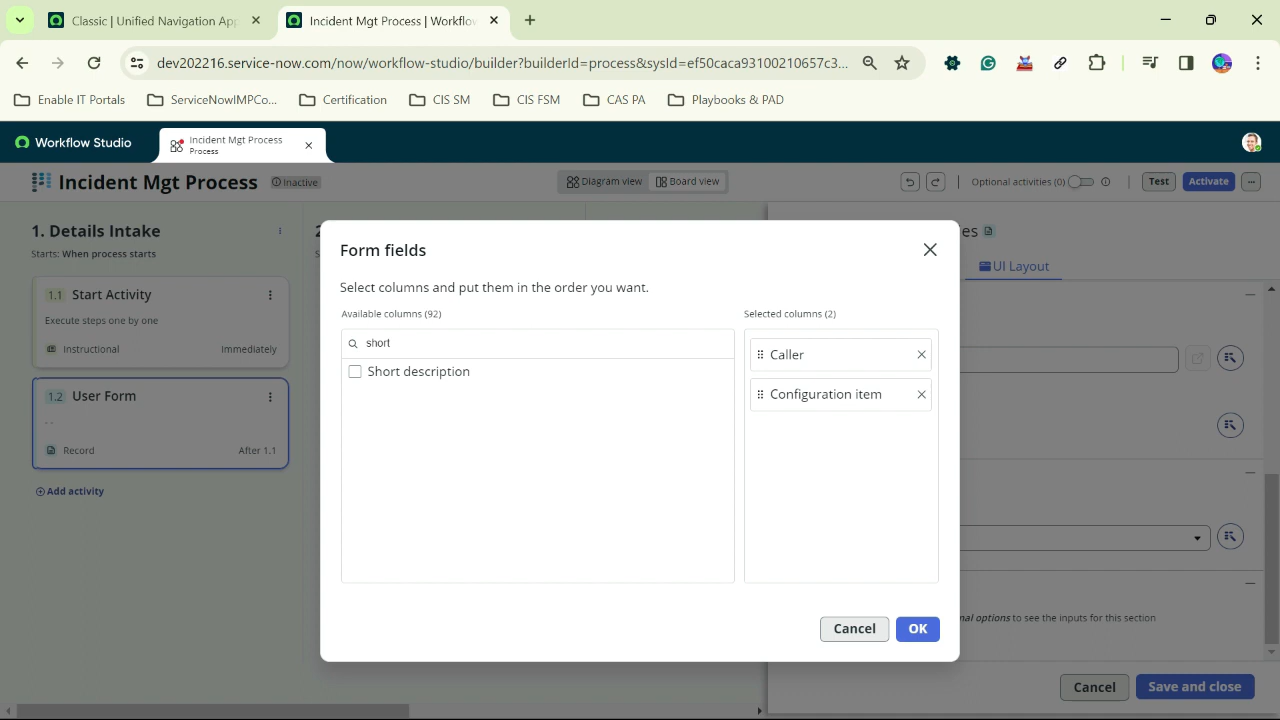 Classic | Unified Navigation App
Incident Mgt Process | Workflow
dev202216.service-now.com/now/workflow-studio/builder?builderId=process&sysId=ef50caca93100210657c3...
Enable IT Portals
ServiceNowIMPCo...
Certification
CIS SM
CIS FSM
CAS PA
Playbooks & PAD
Workflow Studio
Incident Mgt Process
Process
Incident Mgt Process
Inactive
Diagram view
Board view
Optional activities (0)
Test
Activate
1. Details Intake
Starts: When process starts
1.1 Start Activity
Execute steps one by one
Instructional
Immediately
1.2 User Form
. .
Record
After 1.1
Add activity
2
S
es
UI Layout
Form fields
Select columns and put them in the order you want.
Available columns (92)
Selected columns (2)
short
Short description
Caller
Configuration item
Cancel
OK
nal options to see the inputs for this section
Cancel
Save and close